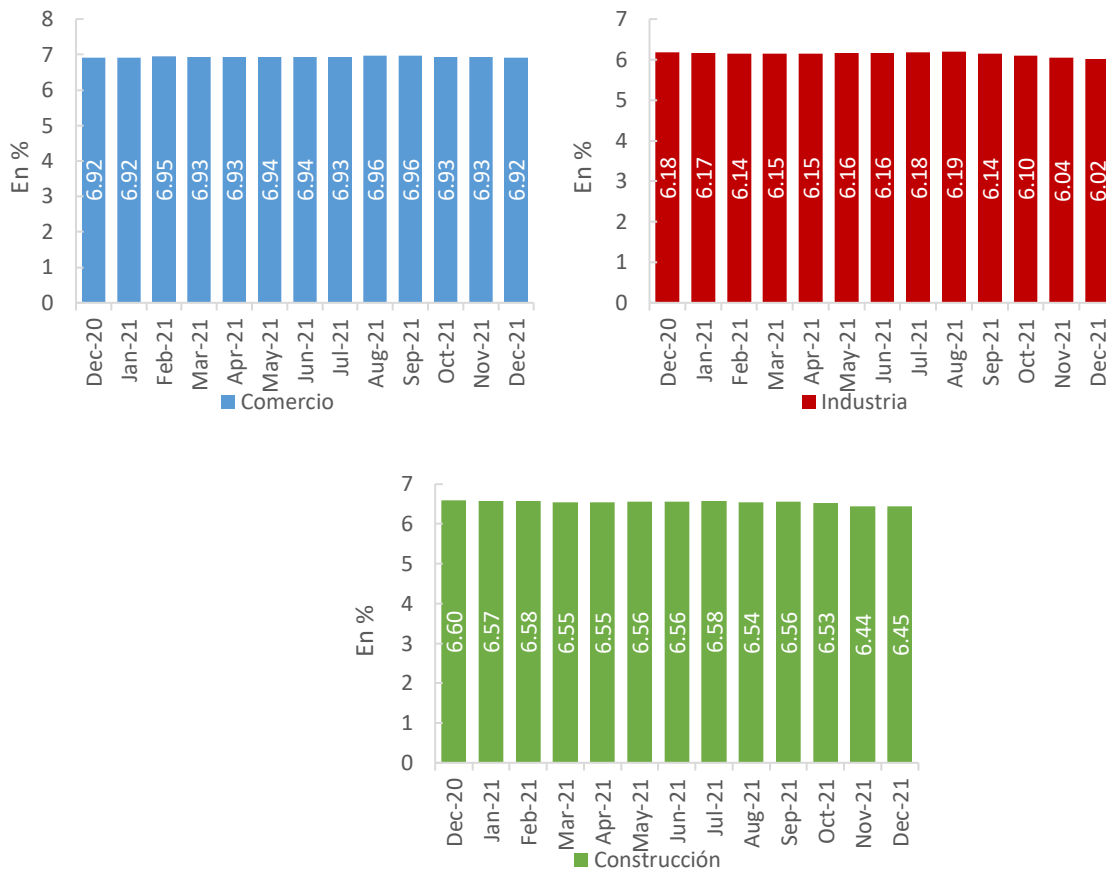 8
7
6
5
4
3
2
1
0
En %
6.92
6.92
6.95
6.93
6.93
6.94
6.94
6.93
6.96
6.96
6.93
6.93
6.92
Dec-20
Jan-21
Feb-21
Mar-21
Apr-21
May-21
Jun-21
Jul-21
Aug-21
Sep-21
Oct-21
Nov-21
Dec-21
Comercio
7
6
5
4
3
2
1
0
En %
6.18
6.17
6.14
6.15
6.15
6.16
6.16
6.18
6.19
6.14
6.10
6.04
6.02
Dec-20
Jan-21
Feb-21
Mar-21
Apr-21
May-21
Jun-21
Jul-21
Aug-21
Sep-21
Oct-21
Nov-21
Dec-21
Industria
7
6
5
4
3
2
1
0
En %
6.60
6.57
6.58
6.55
6.55
6.56
6.56
6.58
6.54
6.56
6.53
6.44
6.45
Dec-20
Jan-21
Feb-21
Mar-21
Apr-21
May-21
Jun-21
Jul-21
Aug-21
Sep-21
Oct-21
Nov-21
Dec-21
Construcción